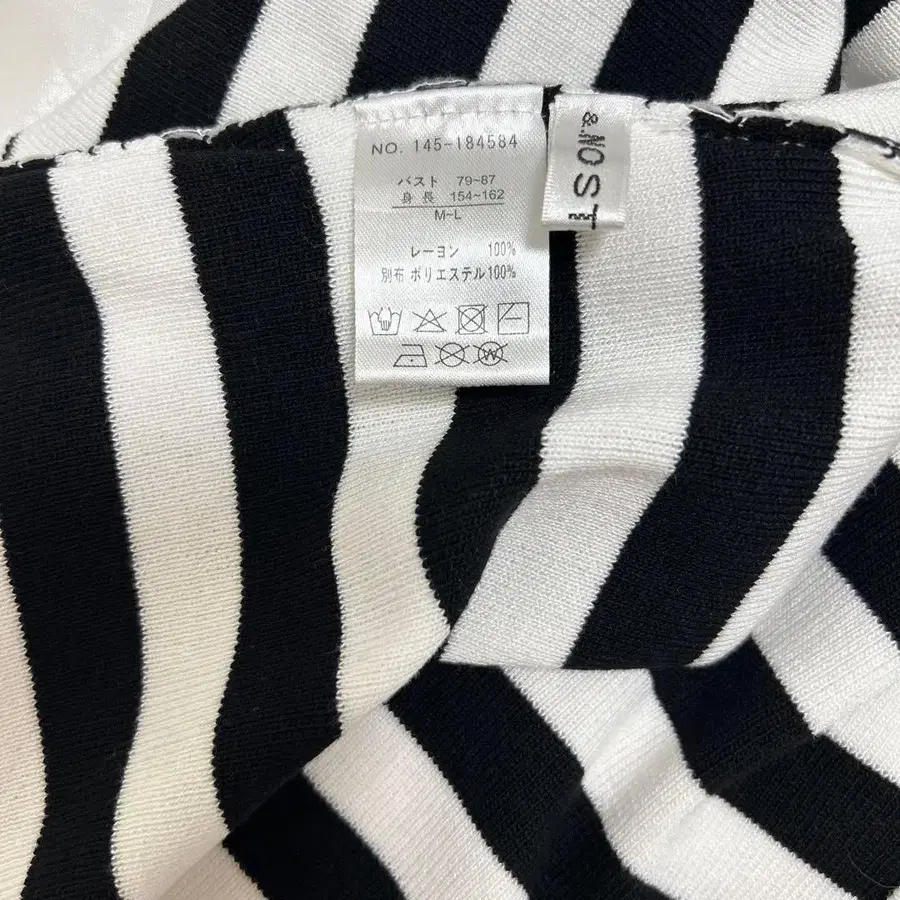 NO. 145-184584
バスト 79~87
身長 154~162
M~L
レーヨン 100%
別布 ポリエステル100%
W
&.NOST